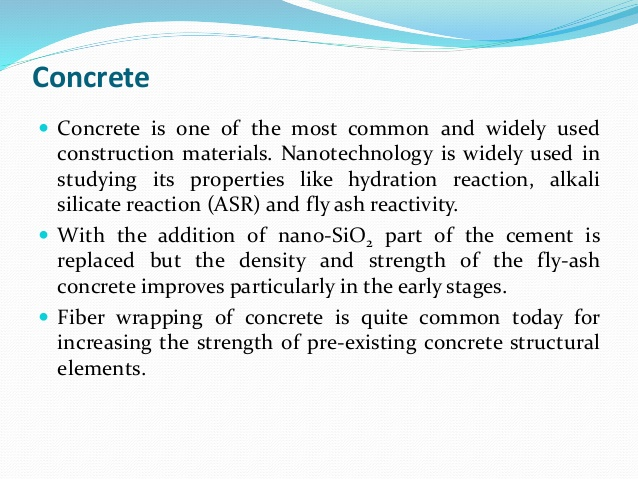 Concrete
• Concrete is one of the most common and widely used
construction materials. Nanotechnology is widely used in
studying its properties like hydration reaction, alkali
silicate reaction (ASR) and fly ash reactivity.
• With the addition of nano-SiO₂ part of the cement is
replaced but the density and strength of the fly-ash
concrete improves particularly in the early stages.
• Fiber wrapping of concrete is quite common today for
increasing the strength of pre-existing concrete structural
elements.